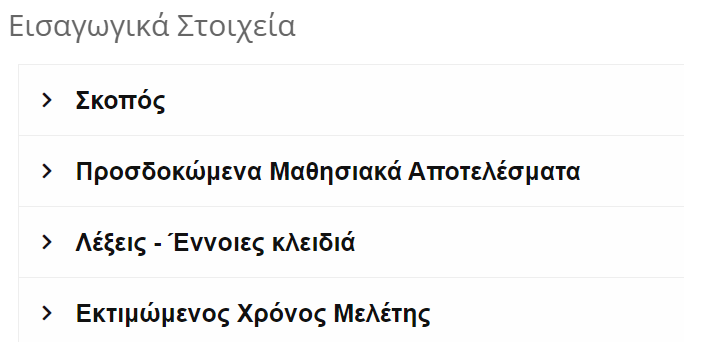 Εισαγωγικά Στοιχεία
Σκοπός
Προσδοκώμενα Μαθησιακά Αποτελέσματα
Λέξεις - Έννοιες κλειδιά
Εκτιμώμενος Χρόνος Μελέτης